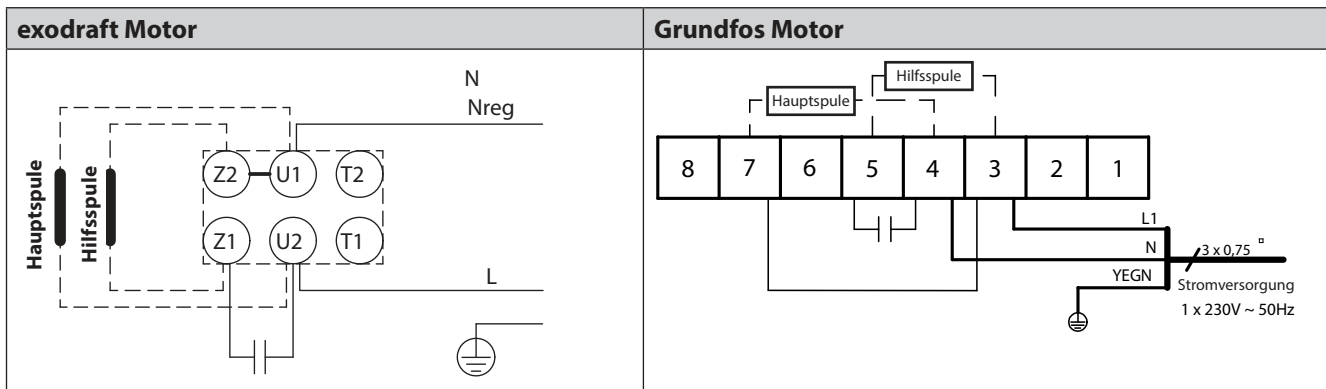 exodraft Motor
N
Nreg
Hauptspule
Hilfsspule
Z2 U1 T2
Z1 U2 T1
L
Grundfos Motor
Hilfsspule
Hauptspule
8 7 6 5 4 3 2 1
L1
N
3 x 0,75 □
YEGN
Stromversorgung
1 x 230V ~ 50Hz